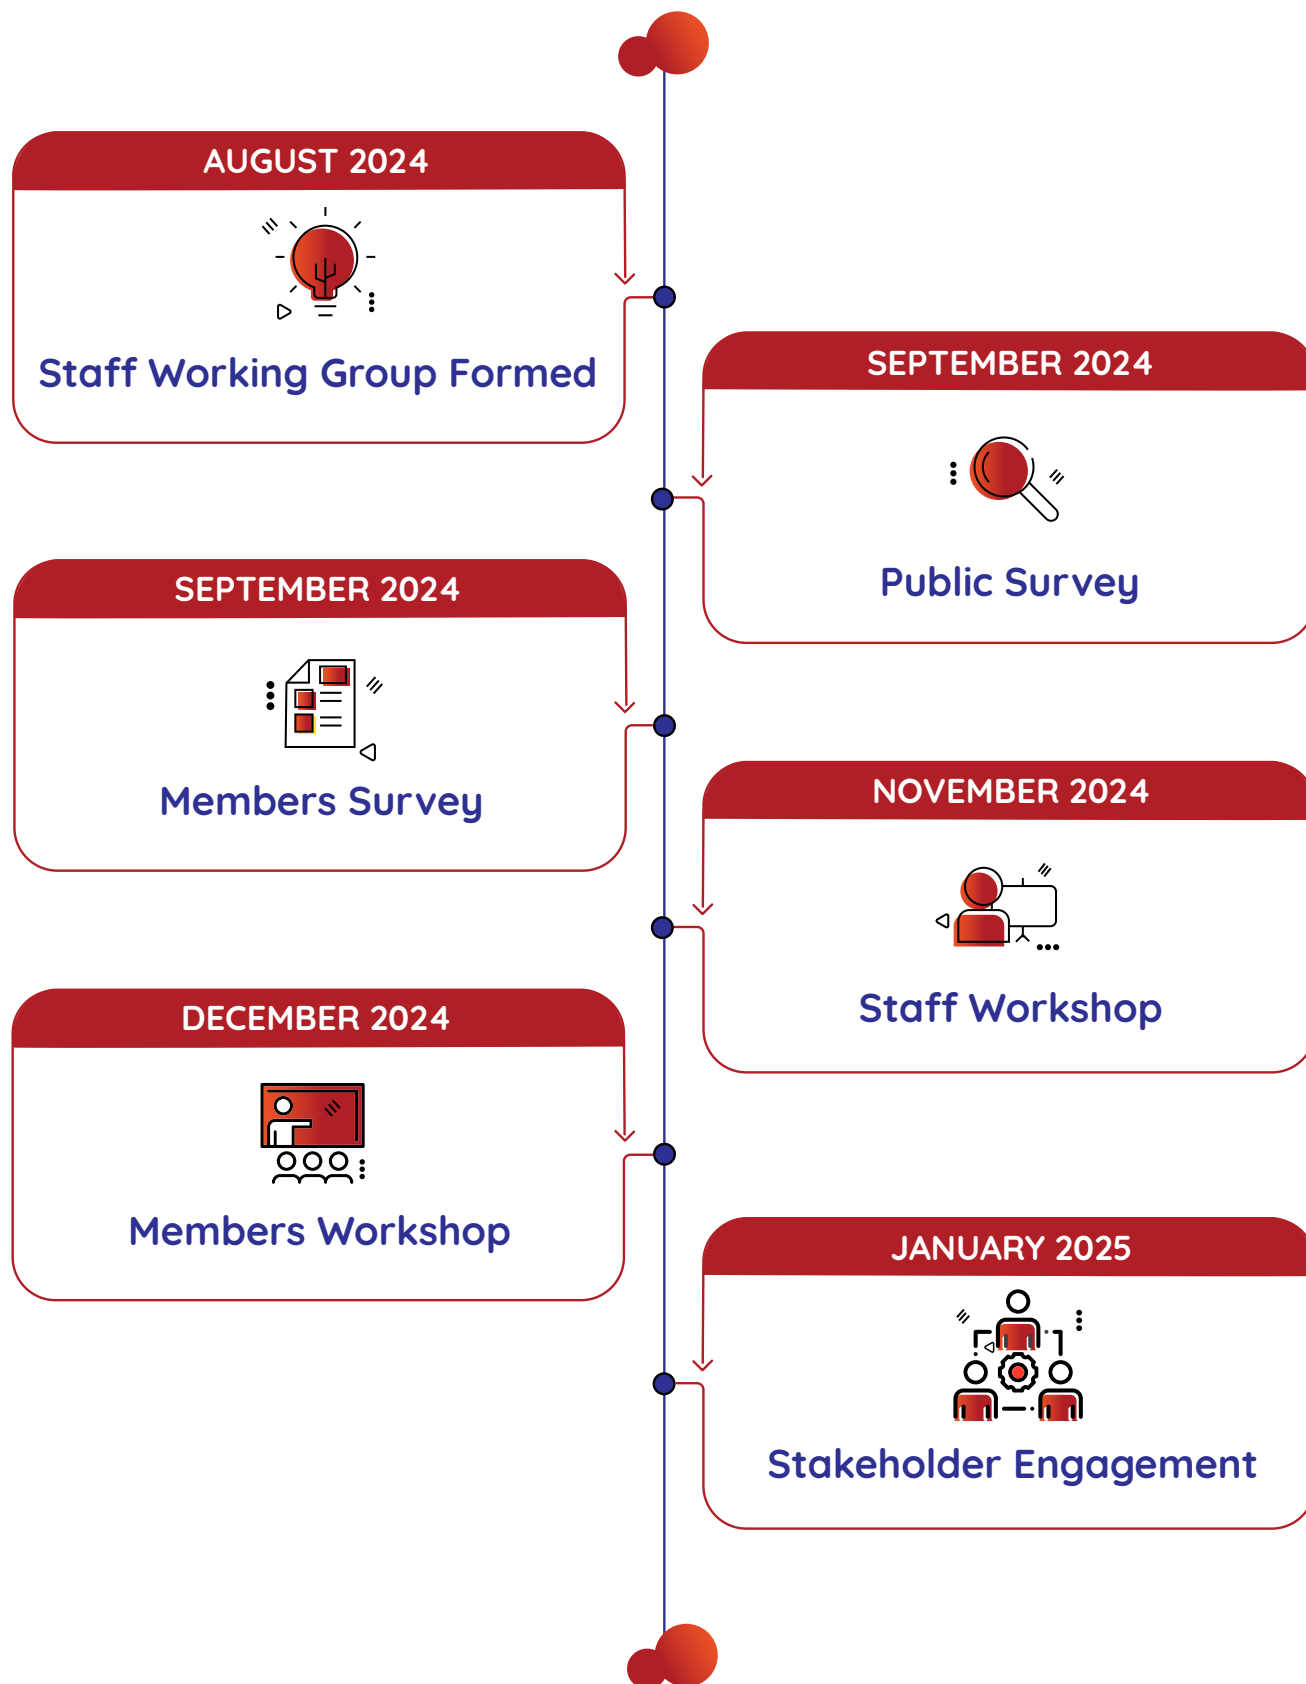 AUGUST 2024
Staff Working Group Formed
SEPTEMBER 2024
Public Survey
SEPTEMBER 2024
Members Survey
NOVEMBER 2024
Staff Workshop
DECEMBER 2024
Members Workshop
JANUARY 2025
Stakeholder Engagement